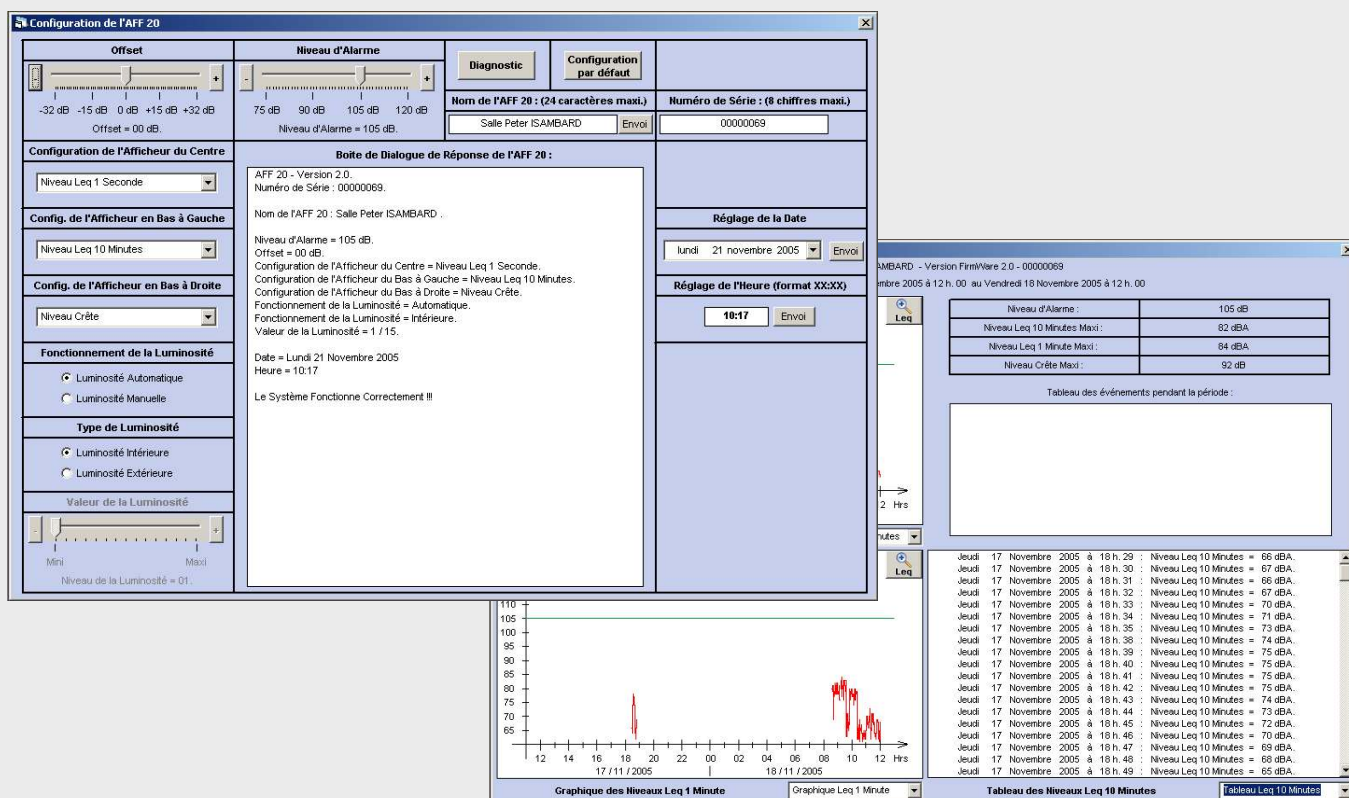 Configuration de l'AFF 20
Offset
Niveau d'Alarme
Diagnostic
Configuration
par défaut
-
+
-
+
-32 dB -15 dB 0 dB +15 dB +32 dB
75 dB 90 dB 105 dB 120 dB
Offset = 00 dB.
Niveau d'Alarme = 105 dB.
Nom de l'AFF 20 : (24 caractères maxi.)
Numéro de Série : (8 chiffres maxi.)
Salle Peter ISAMBARD
Envoi
00000069
Configuration de l'Afficheur du Centre
Niveau Leq 1 Seconde
Config. de l'Afficheur en Bas à Gauche
Niveau Leq 10 Minutes
Config. de l'Afficheur en Bas à Droite
Niveau Crête
Fonctionnement de la Luminosité
Luminosité Automatique
Luminosité Manuelle
Type de Luminosité
Luminosité Intérieure
Luminosité Extérieure
Valeur de la Luminosité
-
+
Mini Maxi
Niveau de la Luminosité = 01.
Boite de Dialogue de Réponse de l'AFF 20 :
AFF 20 - Version 2.0.
Numéro de Série : 00000069.
Nom de l'AFF 20 : Salle Peter ISAMBARD .
Niveau d'Alarme = 105 dB.
Offset = 00 dB.
Configuration de l'Afficheur du Centre = Niveau Leq 1 Seconde.
Configuration de l'Afficheur du Bas à Gauche = Niveau Leq 10 Minutes.
Configuration de l'Afficheur du Bas à Droite = Niveau Crête.
Fonctionnement de la Luminosité = Automatique.
Fonctionnement de la Luminosité = Intérieure.
Valeur de la Luminosité = 1 / 15.
Date = Lundi 21 Novembre 2005
Heure = 10:17
Le Système Fonctionne Correctement !!!
Réglage de la Date
lundi 21 novembre 2005
Envoi
Réglage de l'Heure (format XX:XX)
10:17
Envoi
AMBARD - Version FirmWare 2.0 - 00000069
mbre 2005 à 12 h. 00 au Vendredi 18 Novembre 2005 à 12 h. 00
Leq
Niveau d'Alarme : 105 dB
Niveau Leq 10 Minutes Maxi : 82 dBA
Niveau Leq 1 Minute Maxi : 84 dBA
Niveau Crête Maxi : 92 dB
Tableau des événements pendant la période :
2 Hrs
nutes
Leq
110
105
100
95
90
85
80
75
70
65
12 14 16 18 20 22 00 02 04 06 08 10 12 Hrs
17 / 11 / 2005 | 18 / 11 / 2005
Graphique des Niveaux Leq 1 Minute
Graphique Leq 1 Minute
Jeudi 17 Novembre 2005 à 18 h. 29 : Niveau Leq 10 Minutes = 66 dBA.
Jeudi 17 Novembre 2005 à 18 h. 30 : Niveau Leq 10 Minutes = 67 dBA.
Jeudi 17 Novembre 2005 à 18 h. 31 : Niveau Leq 10 Minutes = 66 dBA.
Jeudi 17 Novembre 2005 à 18 h. 32 : Niveau Leq 10 Minutes = 67 dBA.
Jeudi 17 Novembre 2005 à 18 h. 33 : Niveau Leq 10 Minutes = 70 dBA.
Jeudi 17 Novembre 2005 à 18 h. 34 : Niveau Leq 10 Minutes = 71 dBA.
Jeudi 17 Novembre 2005 à 18 h. 35 : Niveau Leq 10 Minutes = 73 dBA.
Jeudi 17 Novembre 2005 à 18 h. 38 : Niveau Leq 10 Minutes = 74 dBA.
Jeudi 17 Novembre 2005 à 18 h. 39 : Niveau Leq 10 Minutes = 75 dBA.
Jeudi 17 Novembre 2005 à 18 h. 40 : Niveau Leq 10 Minutes = 75 dBA.
Jeudi 17 Novembre 2005 à 18 h. 41 : Niveau Leq 10 Minutes = 75 dBA.
Jeudi 17 Novembre 2005 à 18 h. 42 : Niveau Leq 10 Minutes = 75 dBA.
Jeudi 17 Novembre 2005 à 18 h. 43 : Niveau Leq 10 Minutes = 74 dBA.
Jeudi 17 Novembre 2005 à 18 h. 44 : Niveau Leq 10 Minutes = 73 dBA.
Jeudi 17 Novembre 2005 à 18 h. 45 : Niveau Leq 10 Minutes = 72 dBA.
Jeudi 17 Novembre 2005 à 18 h. 46 : Niveau Leq 10 Minutes = 70 dBA.
Jeudi 17 Novembre 2005 à 18 h. 47 : Niveau Leq 10 Minutes = 69 dBA.
Jeudi 17 Novembre 2005 à 18 h. 48 : Niveau Leq 10 Minutes = 68 dBA.
Jeudi 17 Novembre 2005 à 18 h. 49 : Niveau Leq 10 Minutes = 65 dBA.
Tableau des Niveaux Leq 10 Minutes
Tableau Leq 10 Minutes